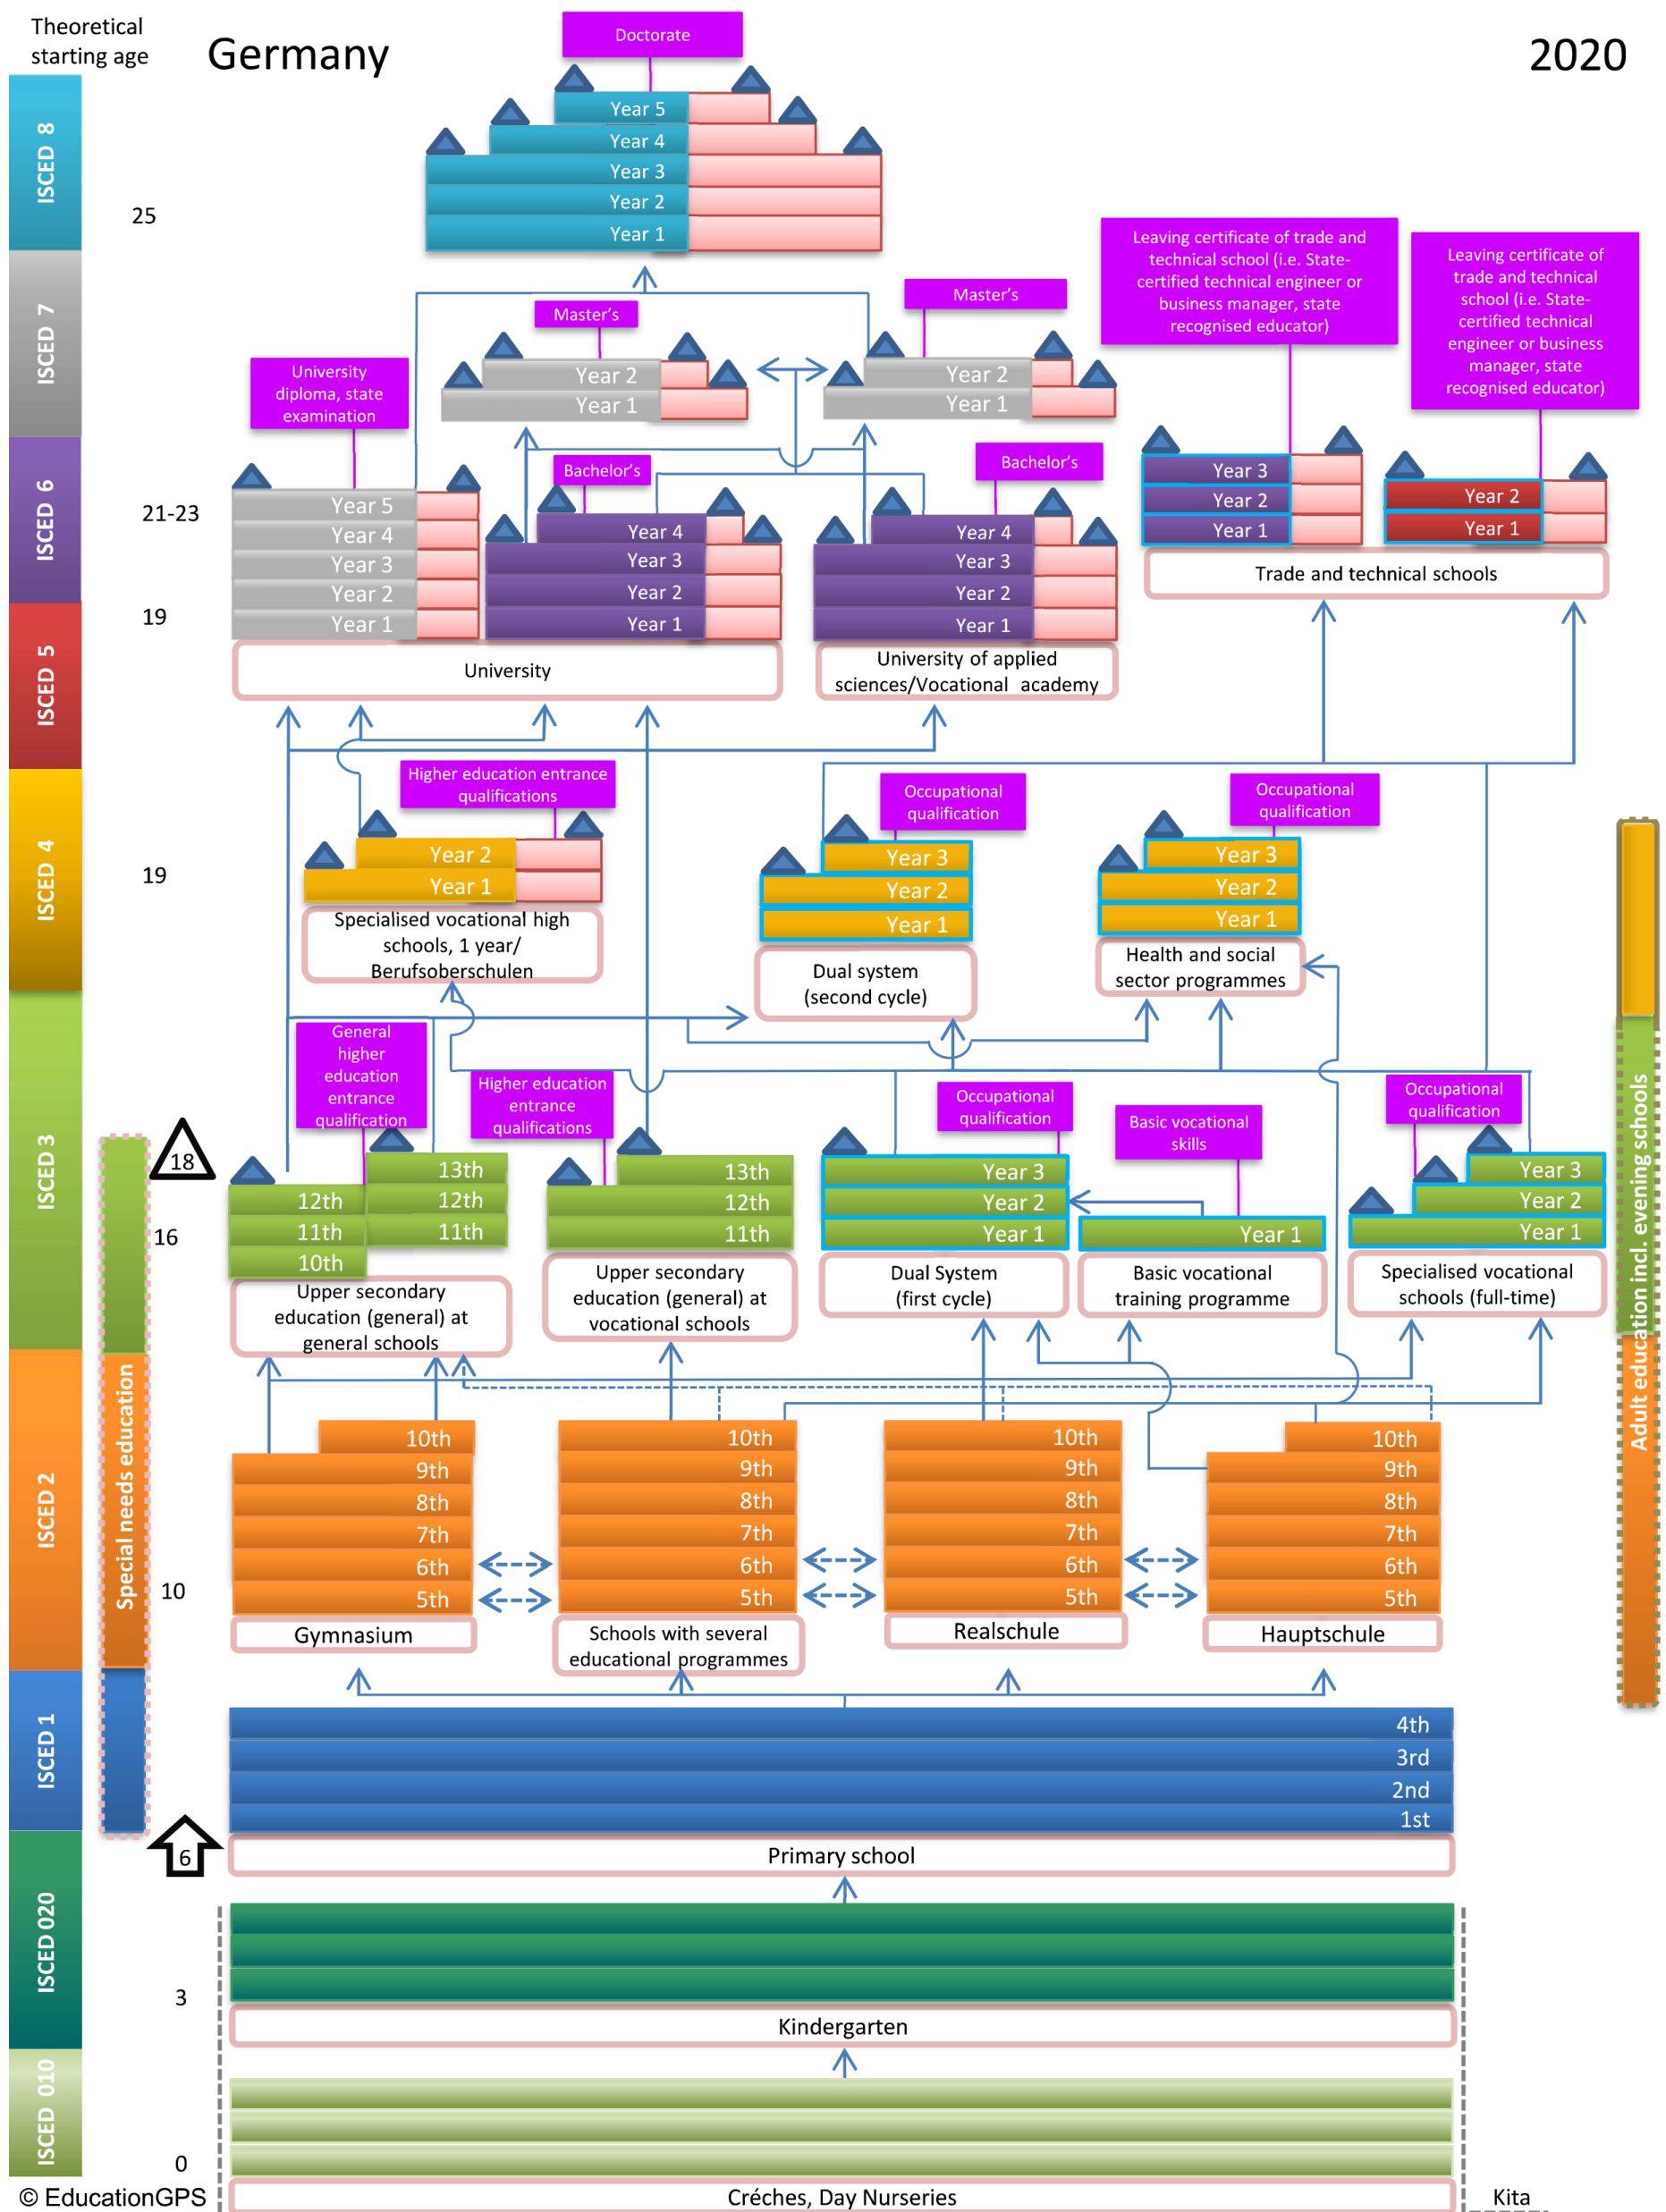 Theoretical
starting age
Germany
2020
Doctorate
ISCED 8
Year 5
Year 4
Year 3
Year 2
Year 1
25
Leaving certificate of trade and
technical school (i.e. State-
certified technical engineer or
business manager, state
recognised educator)
Leaving certificate of
trade and technical
school (i.e. State-
certified technical
engineer or business
manager, state
recognised educator)
ISCED 7
Master's
Master's
University
diploma, state
examination
Year 2
Year 1
Year 2
Year 1
ISCED 6
21-23
19
Bachelor's
Bachelor's
Year 5
Year 4
Year 3
Year 2
Year 1
Year 4
Year 3
Year 2
Year 1
Year 4
Year 3
Year 2
Year 1
Year 3
Year 2
Year 1
Year 2
Year 1
Trade and technical schools
ISCED 5
University
University of applied
sciences/Vocational academy
ISCED 4
19
Higher education entrance
qualifications
Occupational
qualification
Occupational
qualification
Year 2
Year 1
Year 3
Year 2
Year 1
Year 3
Year 2
Year 1
Specialised vocational high
schools, 1 year/
Berufsoberschulen
Dual system
(second cycle)
Health and social
sector programmes
ISCED 3
18
16
General
higher
education
entrance
qualification
Higher education
entrance
qualifications
Occupational
qualification
Basic vocational
skills
Occupational
qualification
12th
11th
10th
13th
12th
11th
13th
12th
11th
Year 3
Year 2
Year 1
Year 1
Year 3
Year 2
Year 1
Upper secondary
education (general) at
general schools
Upper secondary
education (general) at
vocational schools
Dual System
(first cycle)
Basic vocational
training programme
Specialised vocational
schools (full-time)
Adult education incl. evening schools
Special needs education
ISCED 2
10
10th
9th
8th
7th
6th
5th
10th
9th
8th
7th
6th
5th
10th
9th
8th
7th
6th
5th
10th
9th
8th
7th
6th
5th
Gymnasium
Schools with several
educational programmes
Realschule
Hauptschule
ISCED 1
4th
3rd
2nd
1st
6
Primary school
ISCED 020
3
Kindergarten
ISCED 010
0
© EducationGPS
Créches, Day Nurseries
Kita